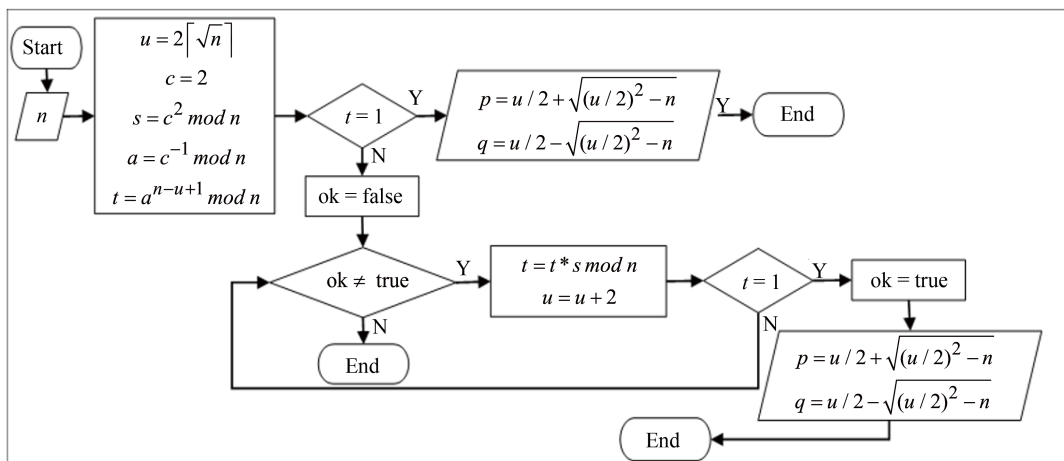 Start
n
u = 2⌈√n⌉
c = 2
s = c² mod n
a = c⁻¹ mod n
t = aⁿ⁻ᵘ⁺¹ mod n
t = 1
Y
p = u / 2 + √(u / 2)² − n
q = u / 2 − √(u / 2)² − n
Y
End
N
ok = false
ok ≠ true
Y
t = t * s mod n
u = u + 2
t = 1
Y
ok = true
N
End
N
p = u / 2 + √(u / 2)² − n
q = u / 2 − √(u / 2)² − n
End